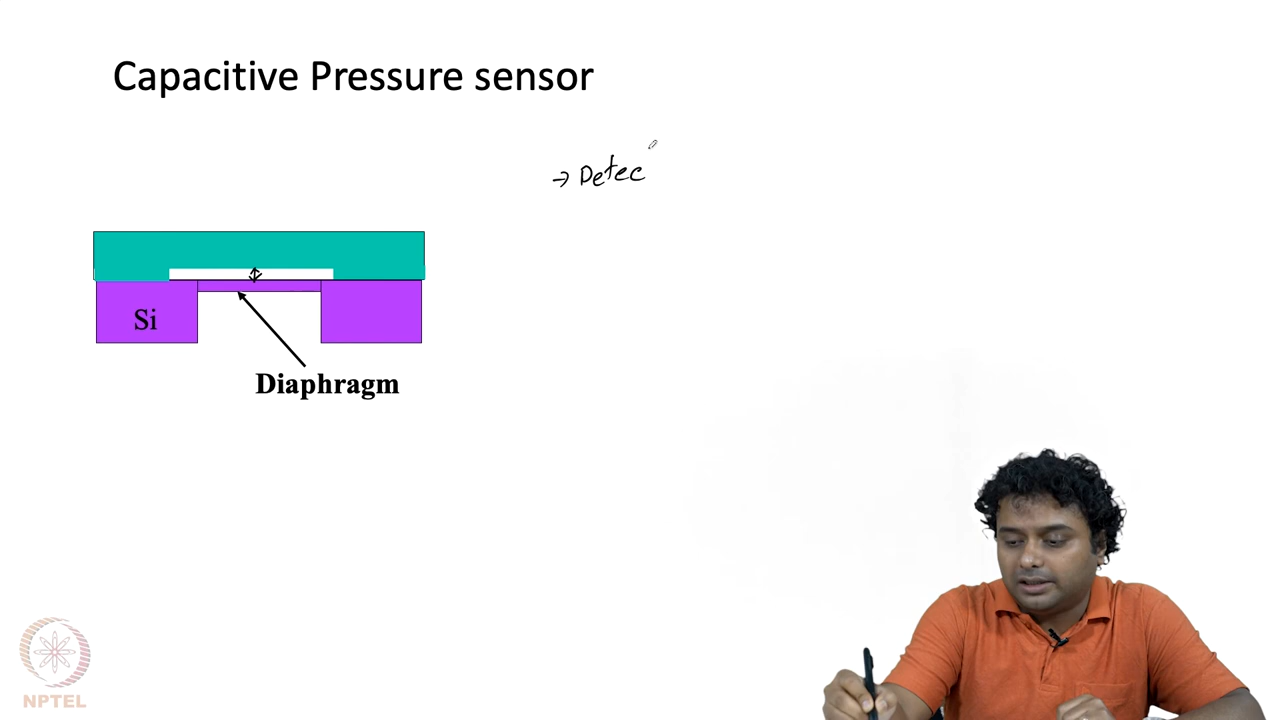 Capacitive Pressure sensor
→ Detec
Si
Diaphragm
NPTEL